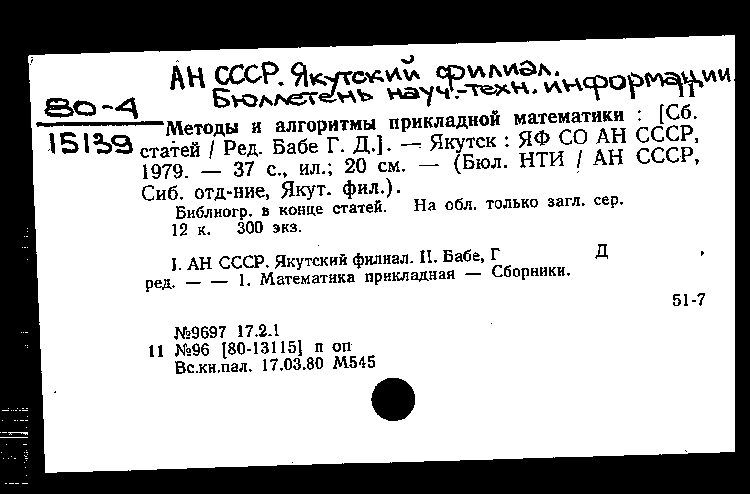 АН СССР. Якутский филиал.
Бюллетень науч.-техн. информации.
80-4
15139
Методы и алгоритмы прикладной математики : [Сб.
статей / Ред. Бабе Г. Д.]. — Якутск : ЯФ СО АН СССР,
1979. — 37 с., ил.; 20 см. — (Бюл. НТИ / АН СССР,
Сиб. отд-ние, Якут. фил.).
Библиогр. в конце статей. На обл. только загл. сер.
12 к. 300 экз.
I. АН СССР. Якутский филиал. II. Бабе, Г Д ,
ред. — — 1. Математика прикладная — Сборники.
51-7
№9697 17.2.1
11 №96 [80-13115] п оп
Вс.кн.пал. 17.03.80 М545